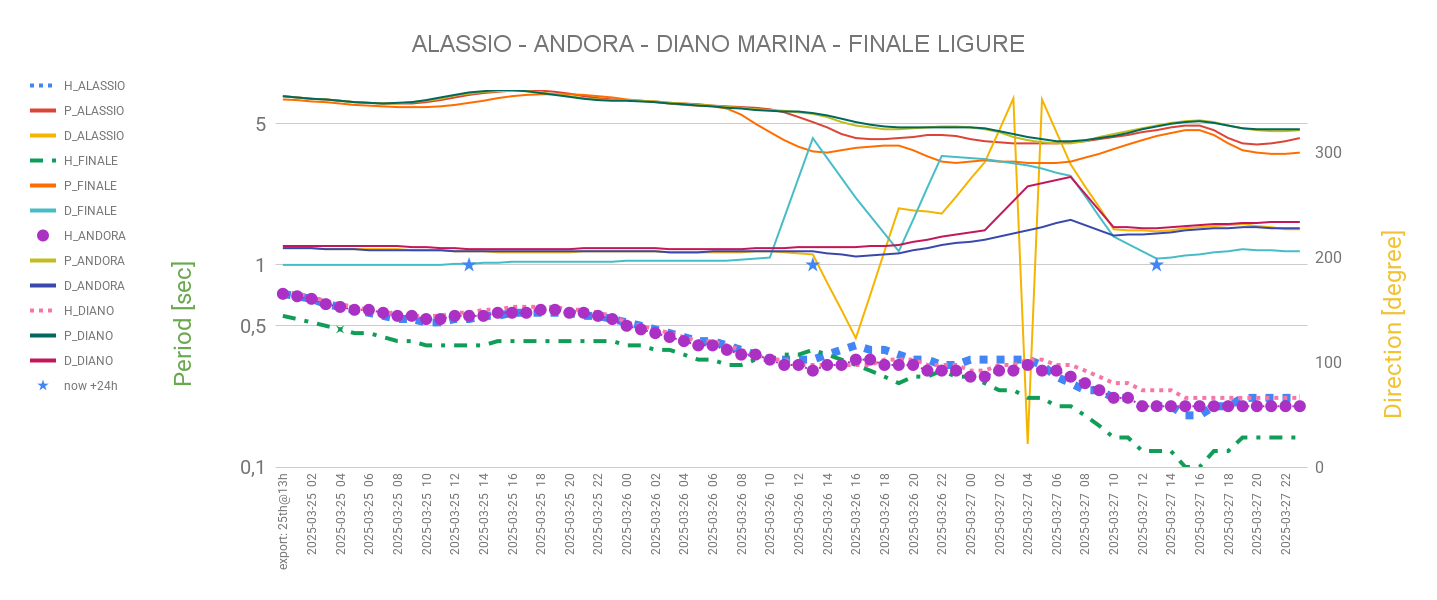 ALASSIO - ANDORA - DIANO MARINA - FINALE LIGURE
H_ALASSIO
P_ALASSIO
D_ALASSIO
H_FINALE
P_FINALE
D_FINALE
H_ANDORA
P_ANDORA
D_ANDORA
H_DIANO
P_DIANO
D_DIANO
now +24h
Period [sec]
5
1
0,5
0,1
300
200
100
0
Direction [degree]
export: 25th@13h
2025-03-25 02
2025-03-25 04
2025-03-25 06
2025-03-25 08
2025-03-25 10
2025-03-25 12
2025-03-25 14
2025-03-25 16
2025-03-25 18
2025-03-25 20
2025-03-25 22
2025-03-26 00
2025-03-26 02
2025-03-26 04
2025-03-26 06
2025-03-26 08
2025-03-26 10
2025-03-26 12
2025-03-26 14
2025-03-26 16
2025-03-26 18
2025-03-26 20
2025-03-26 22
2025-03-27 00
2025-03-27 02
2025-03-27 04
2025-03-27 06
2025-03-27 08
2025-03-27 10
2025-03-27 12
2025-03-27 14
2025-03-27 16
2025-03-27 18
2025-03-27 20
2025-03-27 22